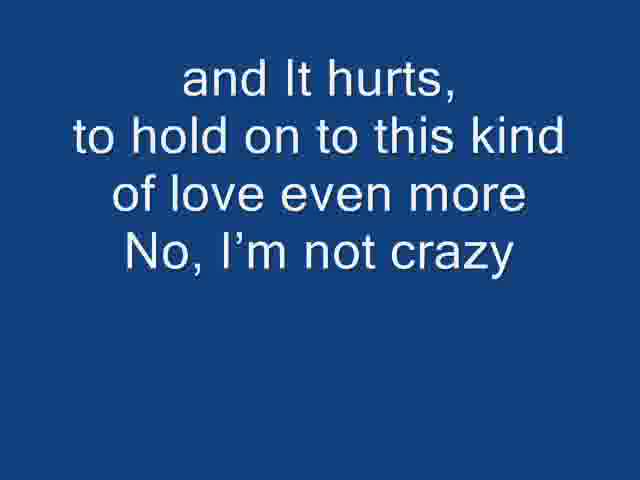 and It hurts,
to hold on to this kind
of love even more
No, I’m not crazy